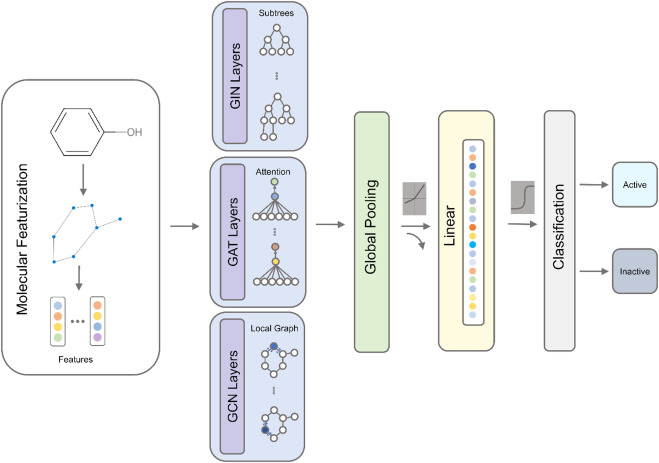 Molecular Featurization
OH
Features
GIN Layers
Subtrees
GAT Layers
Attention
GCN Layers
Local Graph
Global Pooling
Linear
Classification
Active
Inactive